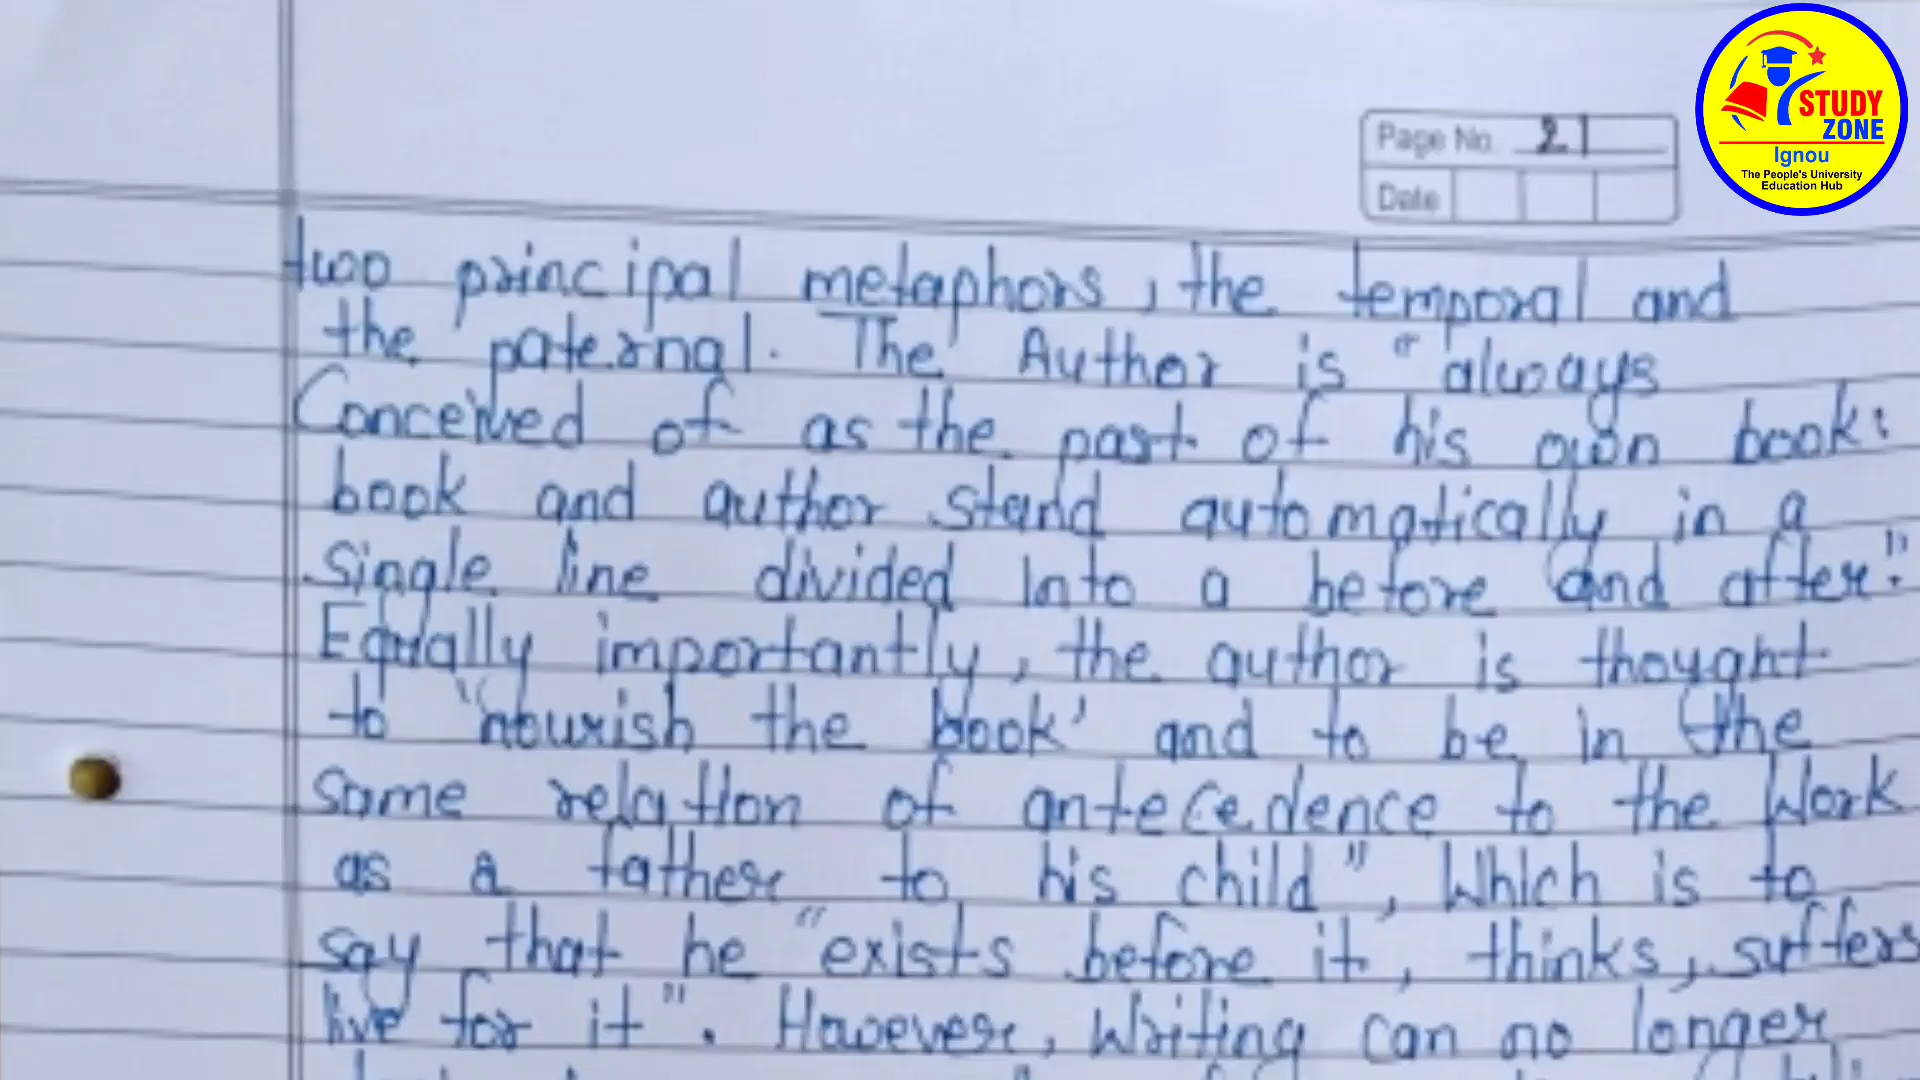 Page No. 21
Date
STUDY
ZONE
Ignou
The People's University
Education Hub
two principal metaphors, the temporal and
the paternal. The Author is "always
Conceived of as the past of his own book:
book and author stand automatically in a
single line divided into a before and after".
Equally importantly, the author is thought
to "nourish the book' and to be in the
same relation of antecedence to the Work
as a father to his child", Which is to
say that he "exists before it, thinks, suffers
live for it". However, Writing can no longer